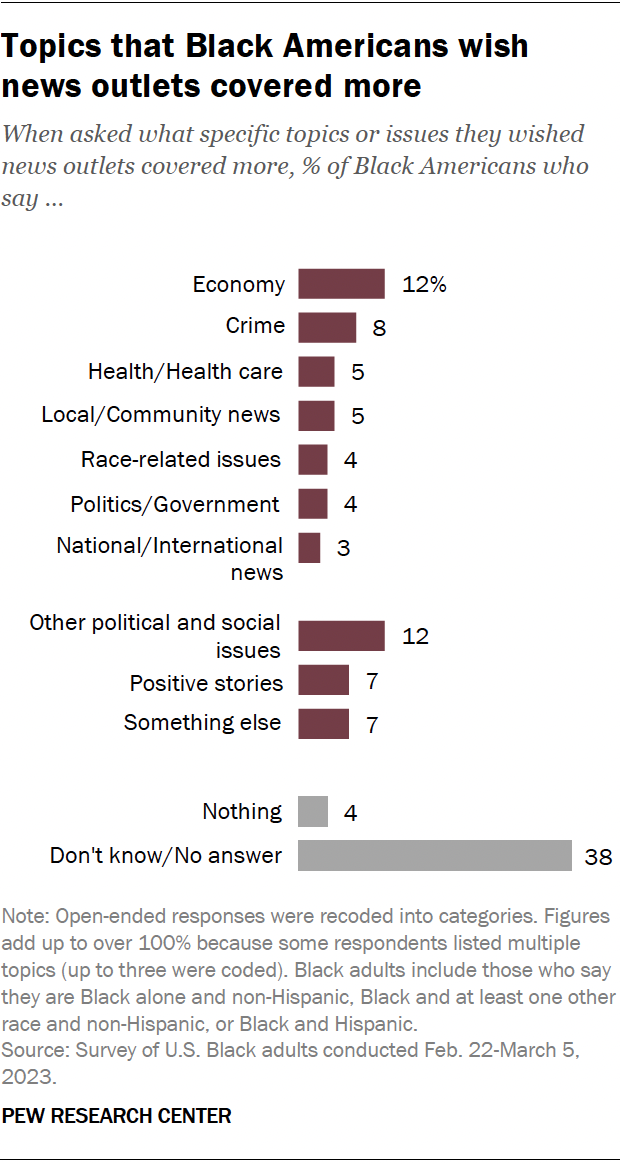 Topics that Black Americans wish
news outlets covered more
When asked what specific topics or issues they wished
news outlets covered more, % of Black Americans who
say ...
Economy 12%
Crime 8
Health/Health care 5
Local/Community news 5
Race-related issues 4
Politics/Government 4
National/International
news 3
Other political and social
issues 12
Positive stories 7
Something else 7
Nothing 4
Don't know/No answer 38
Note: Open-ended responses were recoded into categories. Figures
add up to over 100% because some respondents listed multiple
topics (up to three were coded). Black adults include those who say
they are Black alone and non-Hispanic, Black and at least one other
race and non-Hispanic, or Black and Hispanic.
Source: Survey of U.S. Black adults conducted Feb. 22-March 5,
2023.
PEW RESEARCH CENTER